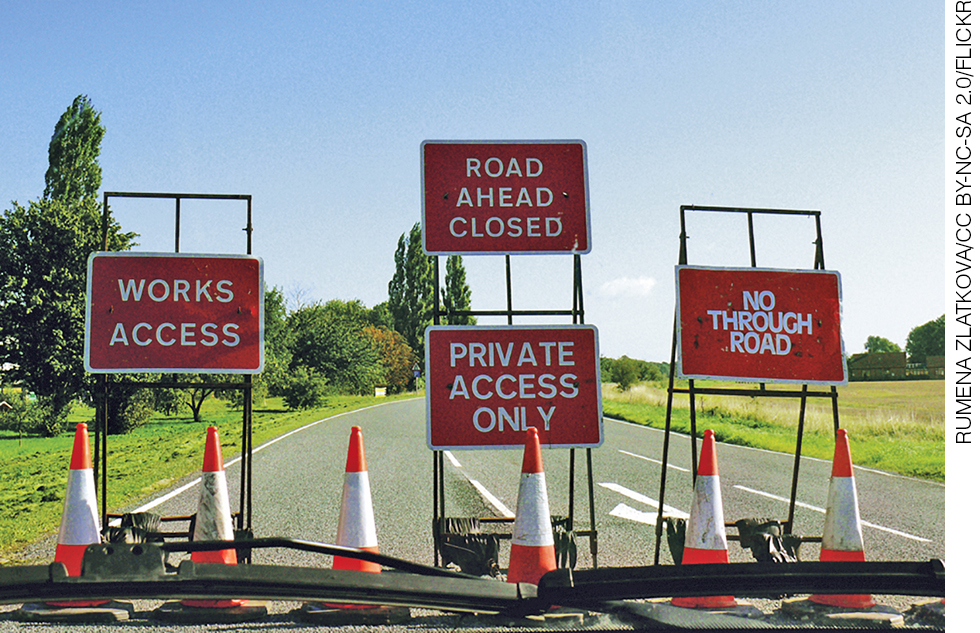 WORKS
ACCESS
ROAD
AHEAD
CLOSED
PRIVATE
ACCESS
ONLY
NO
THROUGH
ROAD
RUMENA ZLATKOVA/CC BY-NC-SA 2.0/FLICKR